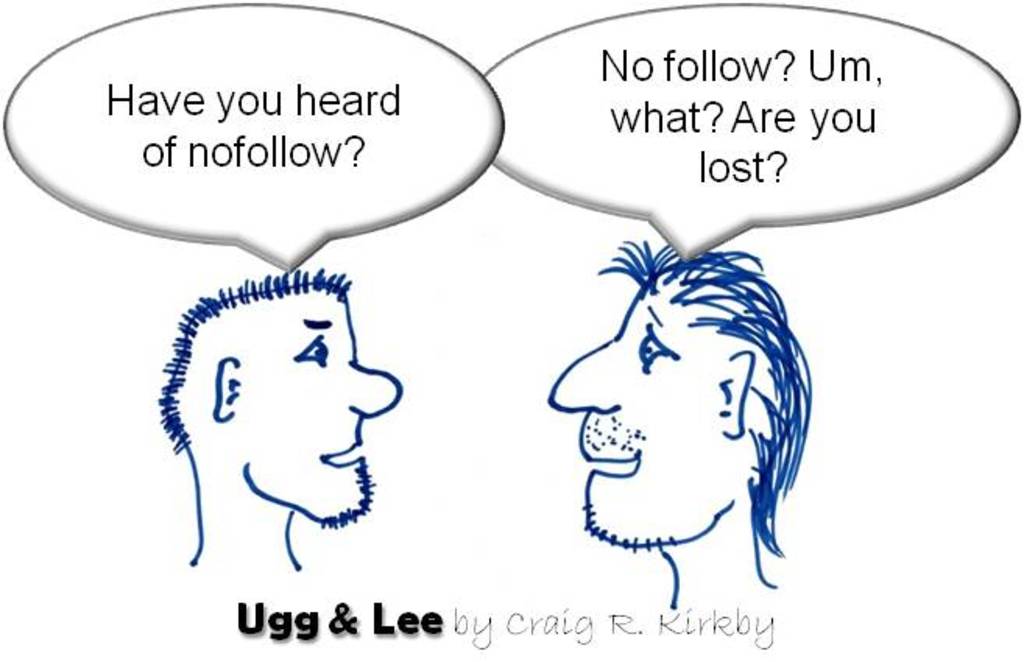 Have you heard
of nofollow?
No follow? Um,
what? Are you
lost?
Ugg & Lee by Craig R. Kirkby